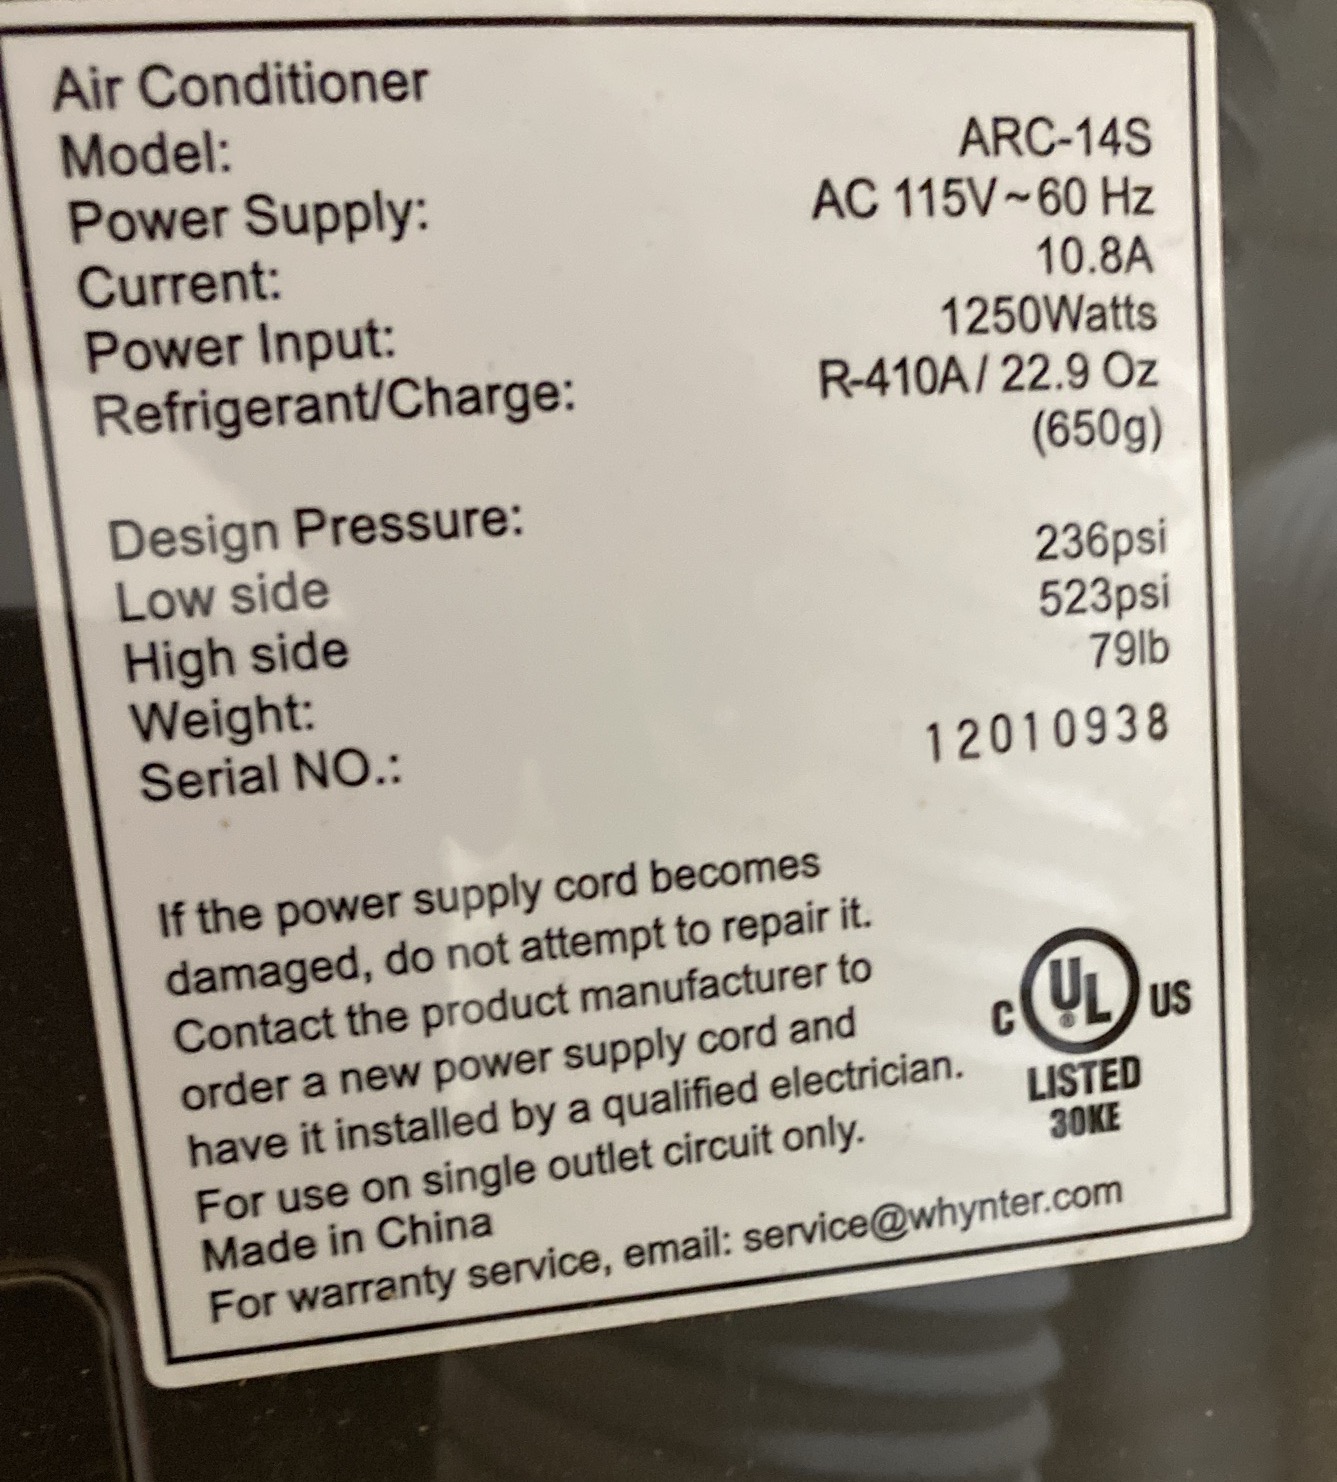 Air Conditioner
Model: ARC-14S
Power Supply: AC 115V~60 Hz
Current: 10.8A
Power Input: 1250Watts
Refrigerant/Charge: R-410A/ 22.9 Oz
(650g)
Design Pressure:
Low side 236psi
High side 523psi
Weight: 79lb
Serial NO.: 12010938
If the power supply cord becomes
damaged, do not attempt to repair it.
Contact the product manufacturer to
order a new power supply cord and
have it installed by a qualified electrician.
For use on single outlet circuit only.
Made in China
For warranty service, email: service@whynter.com
C UL® US
LISTED
30KE